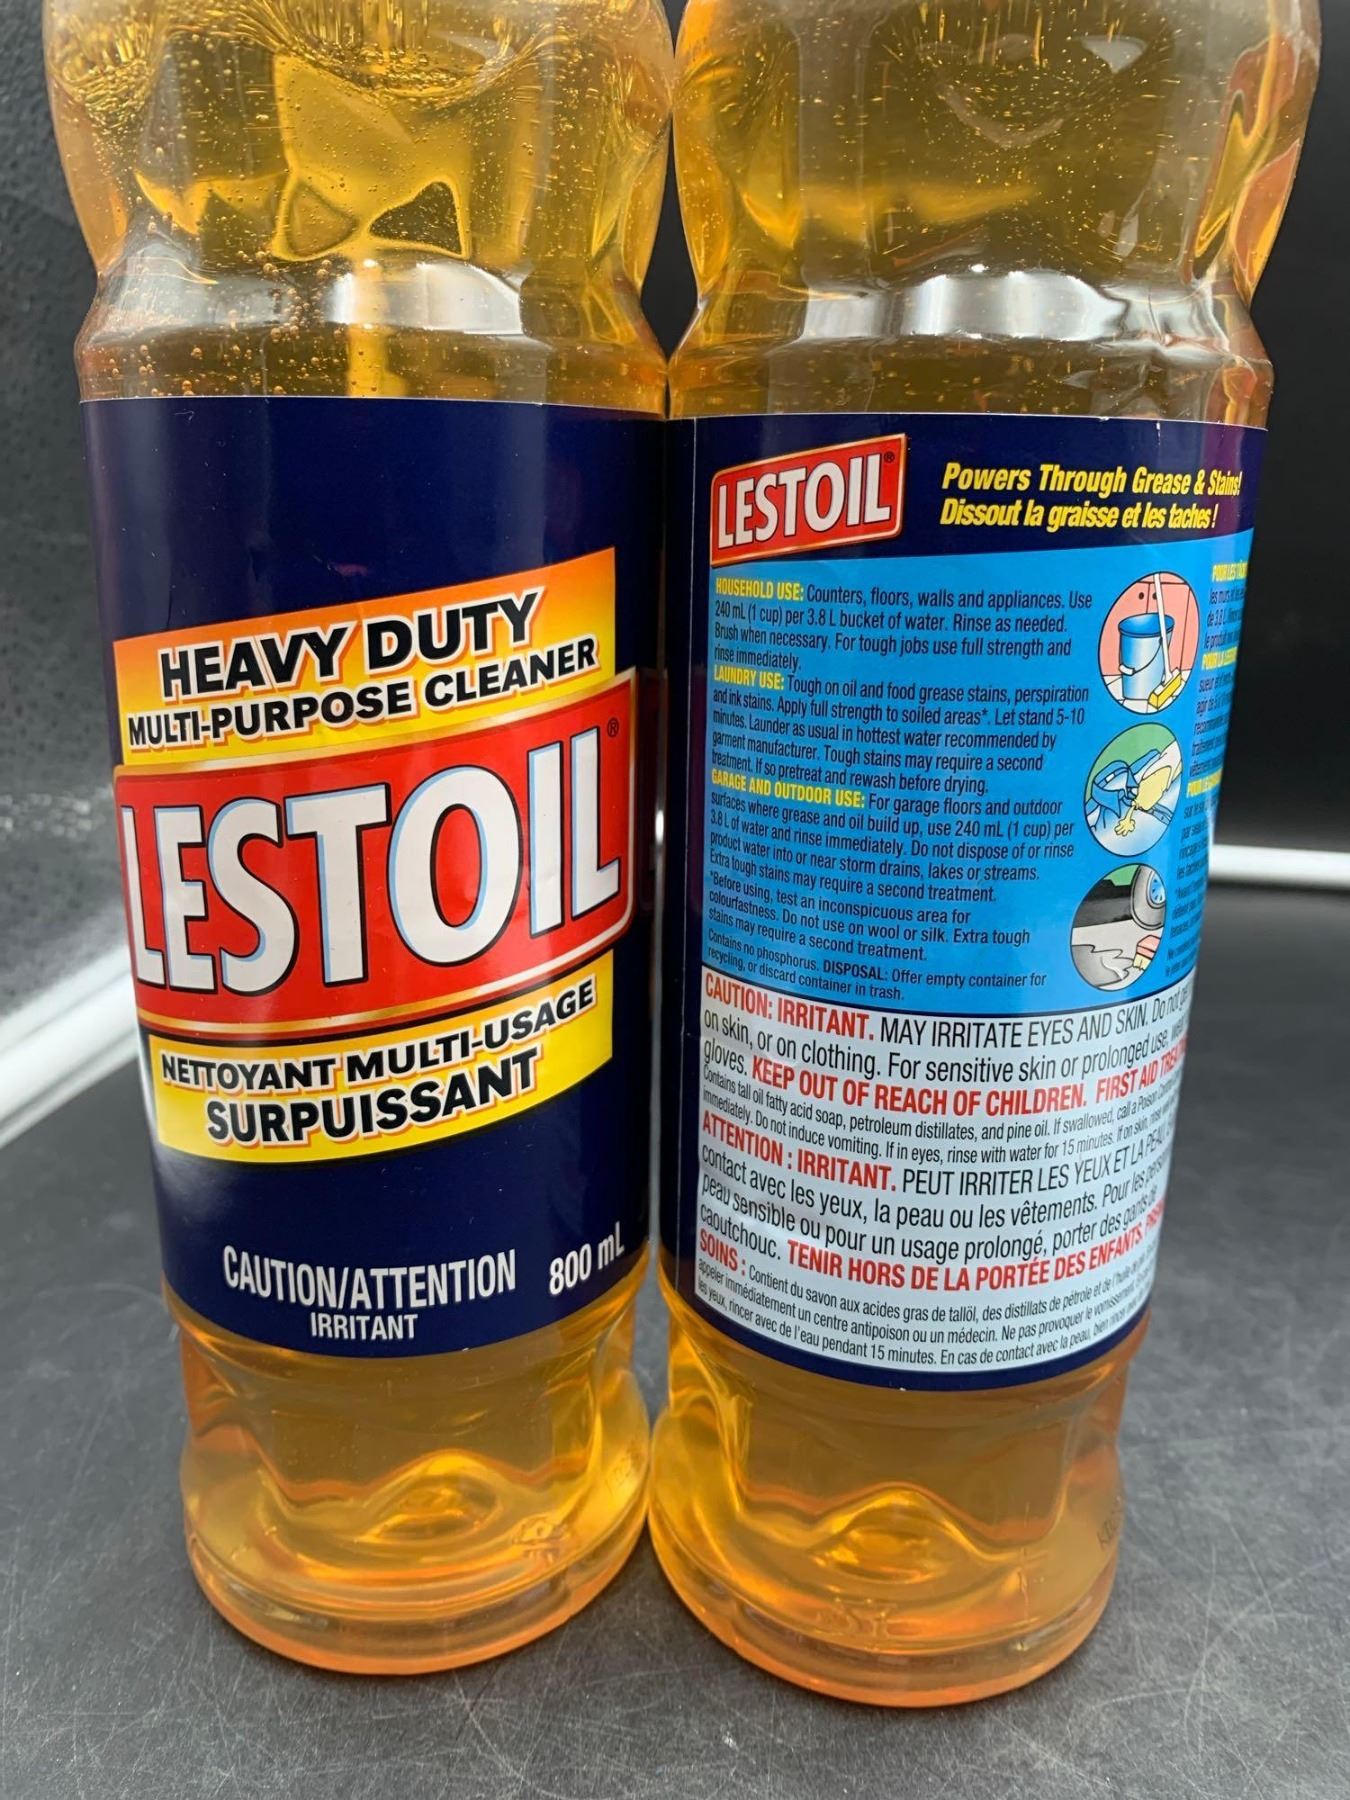 HEAVY DUTY
MULTI-PURPOSE CLEANER
LESTOIL®
NETTOYANT MULTI-USAGE
SURPUISSANT
CAUTION/ATTENTION 800 mL
IRRITANT
LESTOIL®
Powers Through Grease & Stains!
Dissout la graisse et les taches !
HOUSEHOLD USE: Counters, floors, walls and appliances. Use
240 mL (1 cup) per 3.8 L bucket of water. Rinse as needed.
Brush when necessary. For tough jobs use full strength and
rinse immediately.
LAUNDRY USE: Tough on oil and food grease stains, perspiration
and ink stains. Apply full strength to soiled areas*. Let stand 5-10
minutes. Launder as usual in hottest water recommended by
garment manufacturer. Tough stains may require a second
treatment. If so pretreat and rewash before drying.
GARAGE AND OUTDOOR USE: For garage floors and outdoor
surfaces where grease and oil build up, use 240 mL (1 cup) per
3.8 L of water and rinse immediately. Do not dispose of or rinse
product water into or near storm drains, lakes or streams.
Extra tough stains may require a second treatment.
*Before using, test an inconspicuous area for
colourfastness. Do not use on wool or silk. Extra tough
stains may require a second treatment.
Contains no phosphorus. DISPOSAL: Offer empty container for
recycling, or discard container in trash.
CAUTION: IRRITANT. MAY IRRITATE EYES AND SKIN. Do not
on skin, or on clothing. For sensitive skin or prolonged use,
gloves. KEEP OUT OF REACH OF CHILDREN. FIRST AID
Contains tall oil fatty acid soap, petroleum distillates, and pine oil. If swallowed, call a Poison
immediately. Do not induce vomiting. If in eyes, rinse with water for 15 minutes. If on skin,
ATTENTION : IRRITANT. PEUT IRRITER LES YEUX ET LA
contact avec les yeux, la peau ou les vêtements. Pour les
peau sensible ou pour un usage prolongé, porter des gants de
caoutchouc. TENIR HORS DE LA PORTÉE DES ENFANTS.
SOINS : Contient du savon aux acides gras de tallöl, des distillats de pétrole et de
appeler immédiatement un centre antipoison ou un médecin. Ne pas provoquer le
les yeux, rincer avec de l'eau pendant 15 minutes. En cas de contact avec la peau, bien